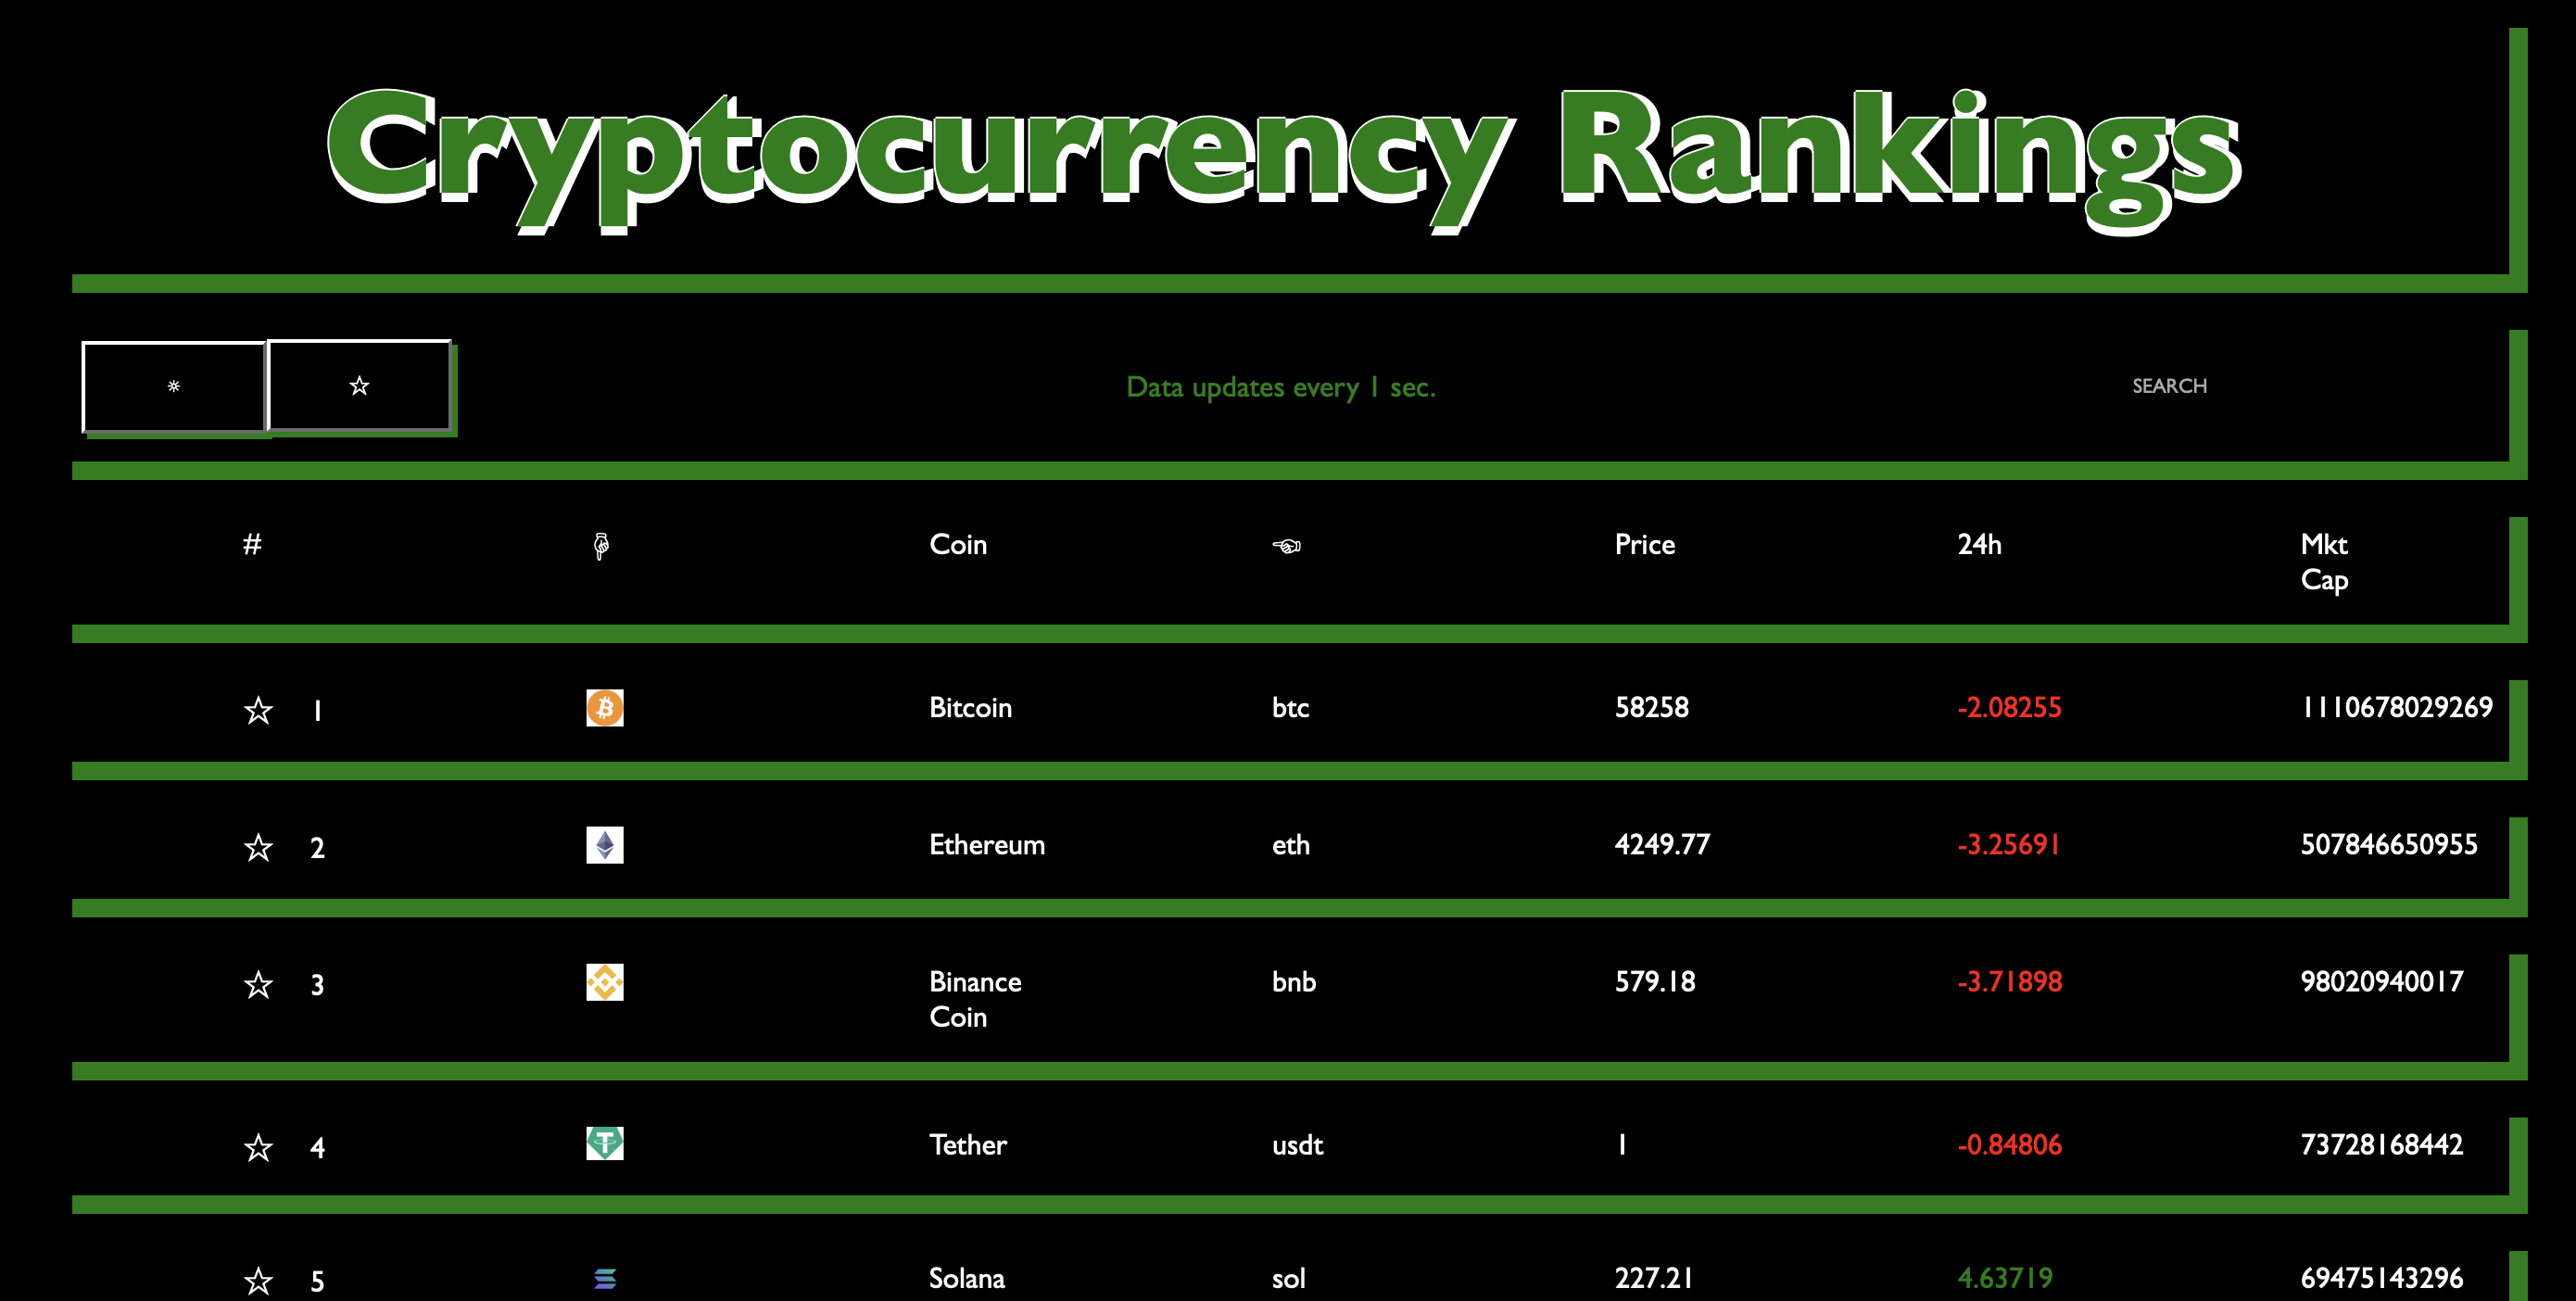 Cryptocurrency Rankings
☼ ☆ Data updates every 1 sec. SEARCH
# ☟ Coin ☜ Price 24h Mkt
Cap
☆ 1 Bitcoin btc 58258 -2.08255 1110678029269
☆ 2 Ethereum eth 4249.77 -3.25691 507846650955
☆ 3 Binance bnb 579.18 -3.71898 98020940017
Coin
☆ 4 Tether usdt 1 -0.84806 73728168442
☆ 5 Solana sol 227.21 4.63719 69475143296